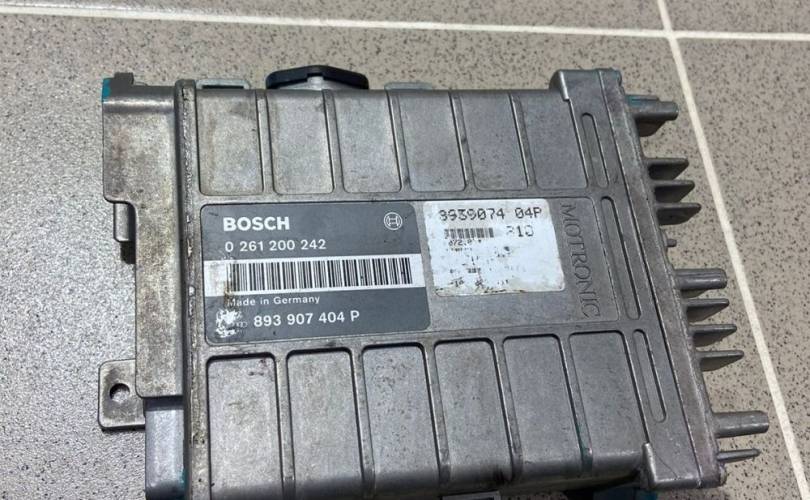 BOSCH
0 261 200 242
Made in Germany
893 907 404 P
8939074 04P
MOTRONIC